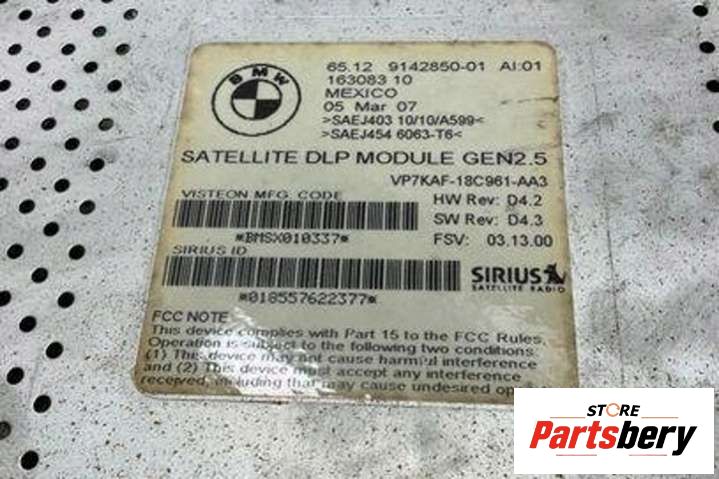 BMW
65.12 9142850-01 AI:01
163083 10
MEXICO
05 Mar 07
>SAEJ403 10/10/A599<
>SAEJ454 6063-T6<
SATELLITE DLP MODULE GEN2.5
VP7KAF-18C961-AA3
VISTEON MFG. CODE
HW Rev: D4.2
SW Rev: D4.3
*BMSX010337*
FSV: 03.13.00
SIRIUS ID
SIRIUS
SATELLITE RADIO
*018557622377*
FCC NOTE
This device complies with Part 15 to the FCC Rules.
Operation is subject to the following two conditions:
(1) This device may not cause harmful interference
and (2) This device must accept any interference
received, including that may cause undesired
STORE
Partsbery